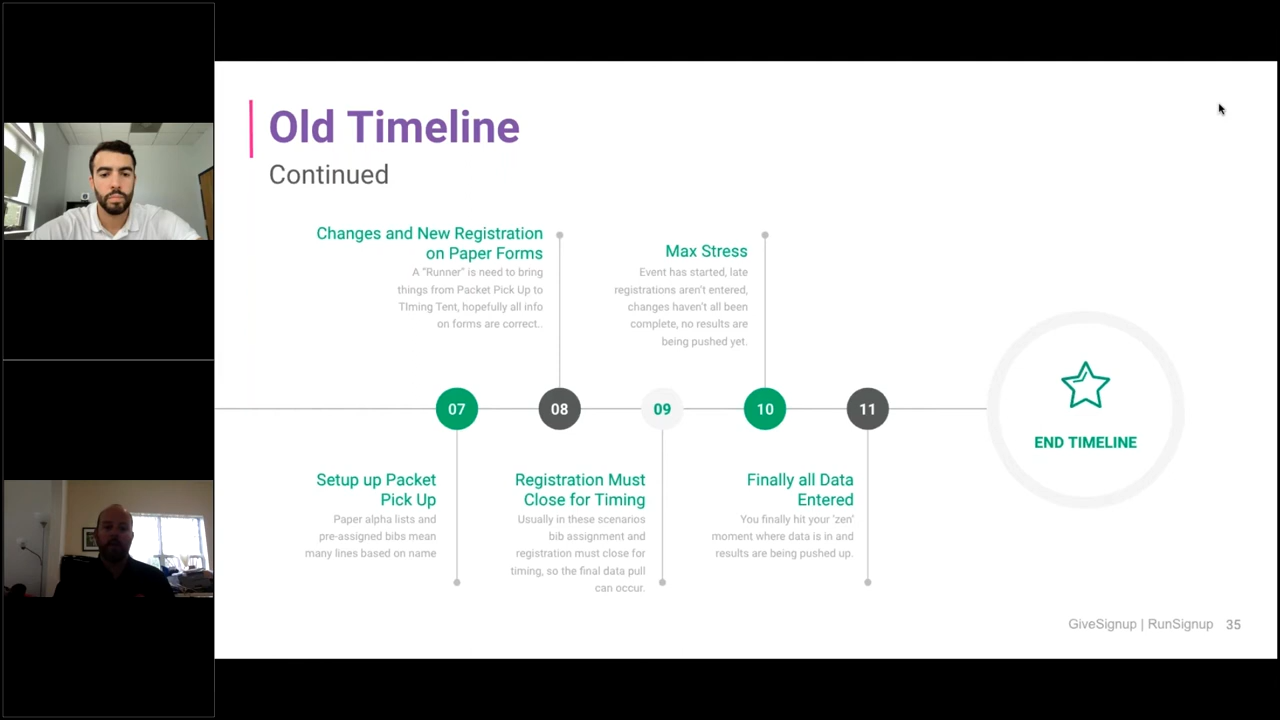 Old Timeline
Continued
Changes and New Registration
on Paper Forms
A "Runner" is need to bring
things from Packet Pick Up to
TIming Tent, hopefully all info
on forms are correct..
Max Stress
Event has started, late
registrations aren't entered,
changes haven't all been
complete, no results are
being pushed yet.
07
08
09
10
11
END TIMELINE
Setup up Packet
Pick Up
Paper alpha lists and
pre-assigned bibs mean
many lines based on name
Registration Must
Close for Timing
Usually in these scenarios
bib assignment and
registration must close for
timing, so the final data pull
can occur.
Finally all Data
Entered
You finally hit your 'zen'
moment where data is in and
results are being pushed up.
GiveSignup | RunSignup 35